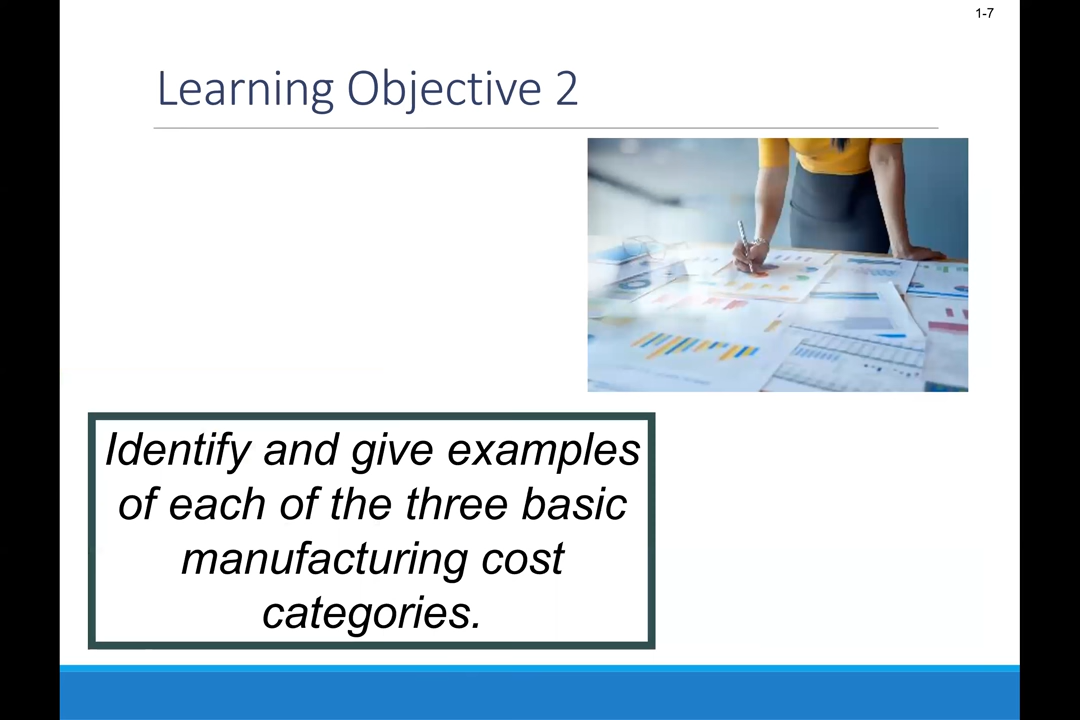 1-7
Learning Objective 2
Identify and give examples
of each of the three basic
manufacturing cost
categories.